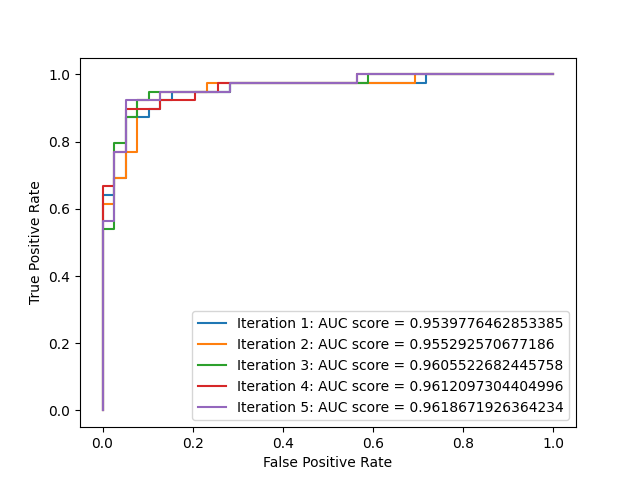 1.0
0.8
0.6
0.4
0.2
0.0
True Positive Rate
Iteration 1: AUC score = 0.9539776462853385
Iteration 2: AUC score = 0.955292570677186
Iteration 3: AUC score = 0.9605522682445758
Iteration 4: AUC score = 0.9612097304404996
Iteration 5: AUC score = 0.9618671926364234
0.0 0.2 0.4 0.6 0.8 1.0
False Positive Rate